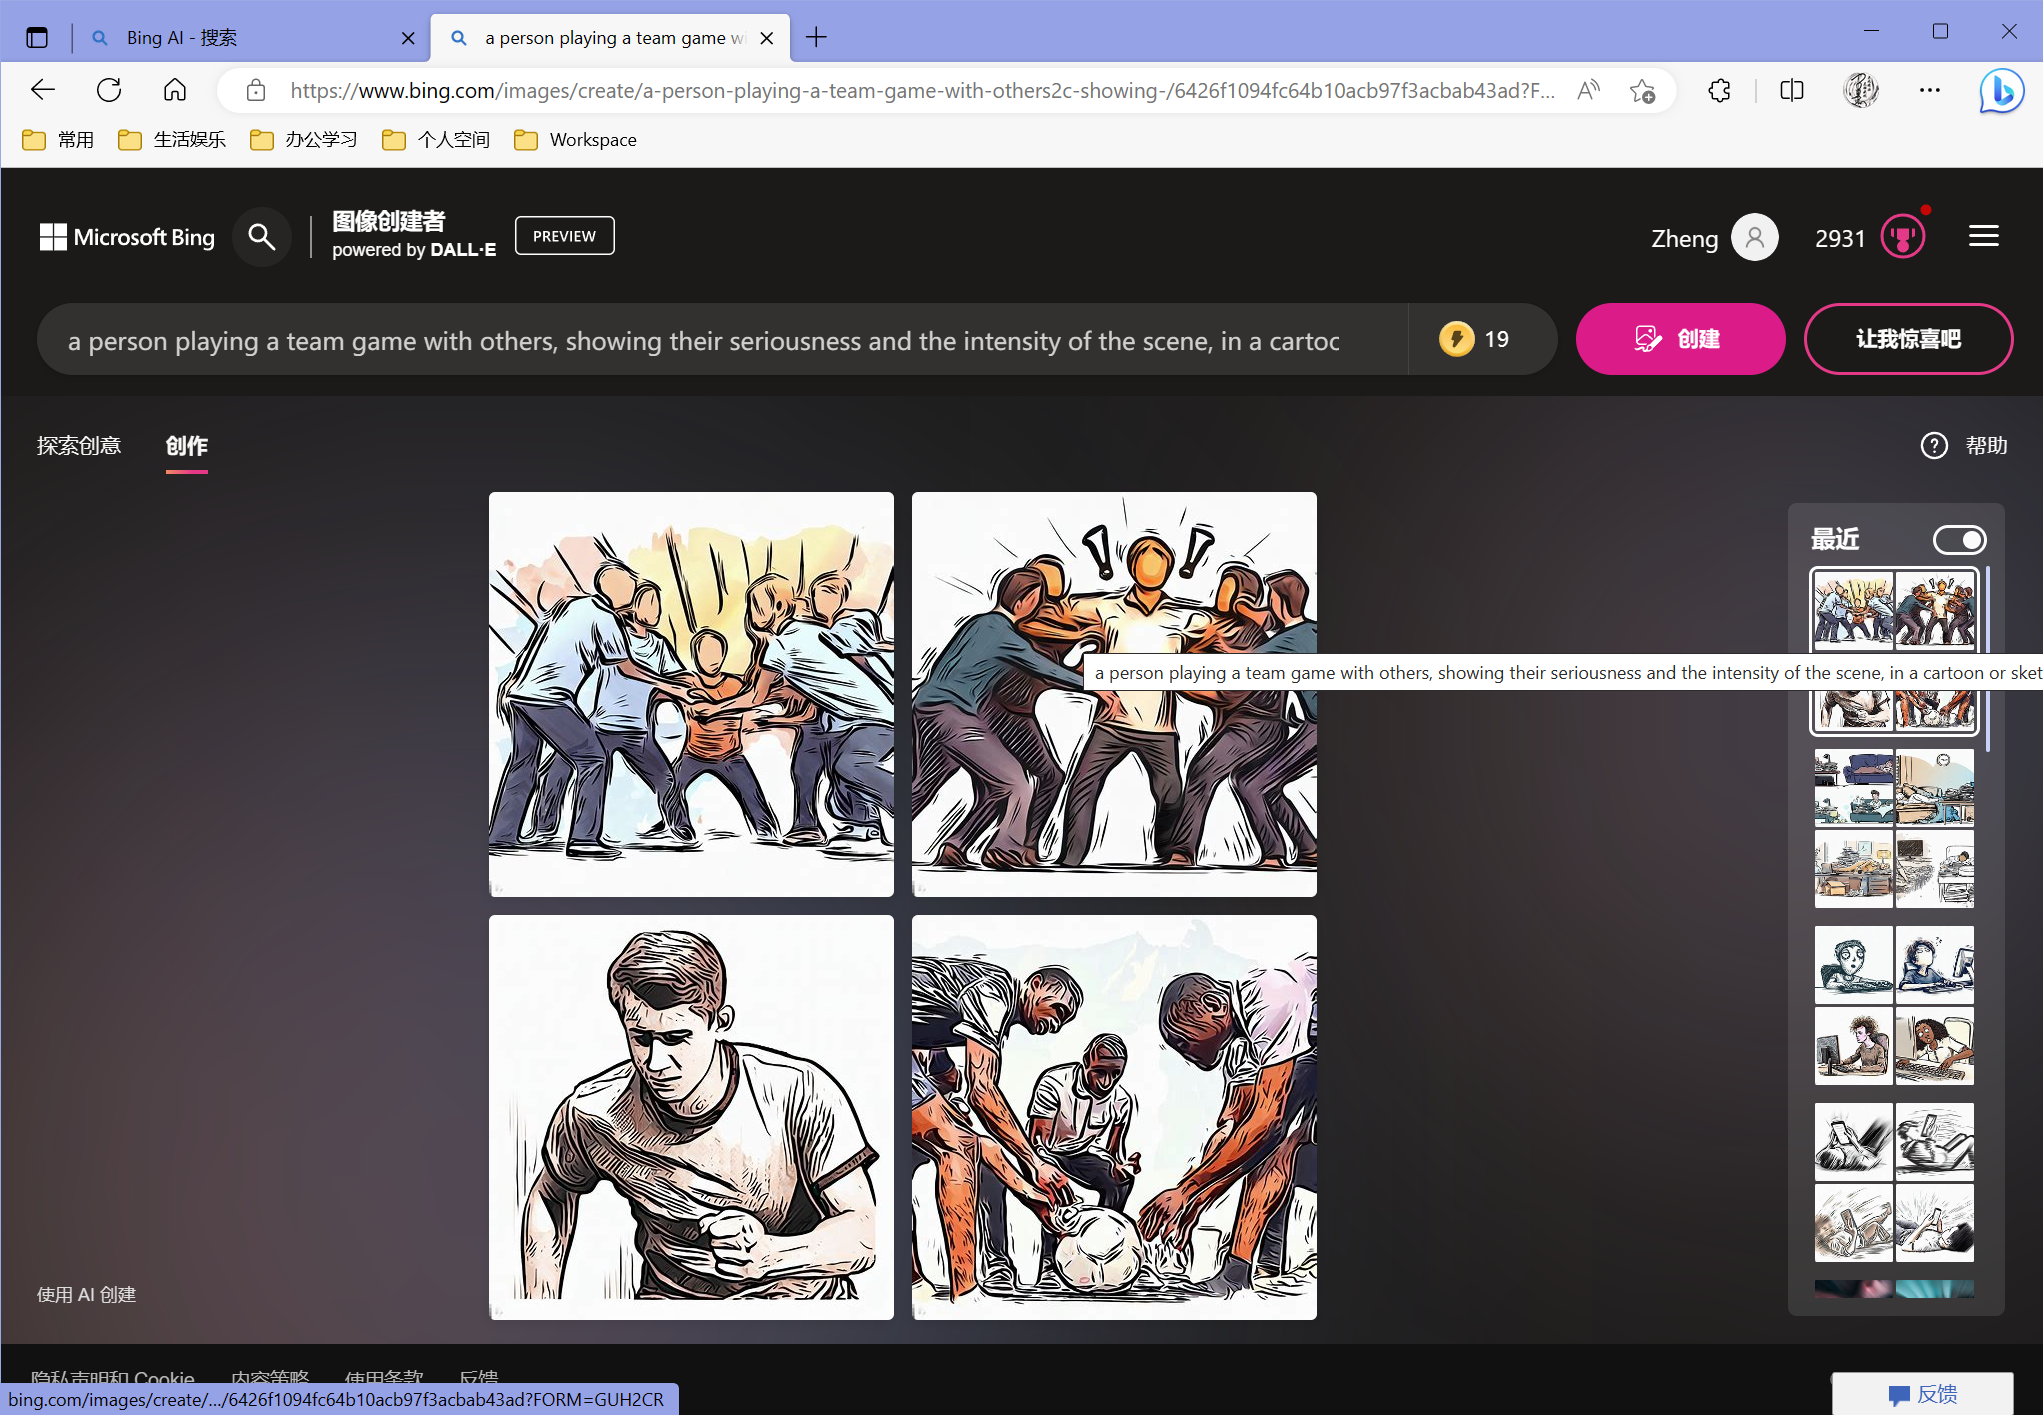 Bing AI - 搜索
a person playing a team game wi
https://www.bing.com/images/create/a-person-playing-a-team-game-with-others2c-showing-/6426f1094fc64b10acb97f3acbab43ad?F...
常用
生活娱乐
办公学习
个人空间
Workspace
Microsoft Bing
图像创建者
powered by DALL·E
PREVIEW
Zheng
2931
a person playing a team game with others, showing their seriousness and the intensity of the scene, in a cartoc
19
创建
让我惊喜吧
探索创意
创作
帮助
最近
a person playing a team game with others, showing their seriousness and the intensity of the scene, in a cartoon or sket
使用 AI 创建
隐私声明和 Cookie
内容策略
使用条款
反馈
bing.com/images/create/.../6426f1094fc64b10acb97f3acbab43ad?FORM=GUH2CR
反馈